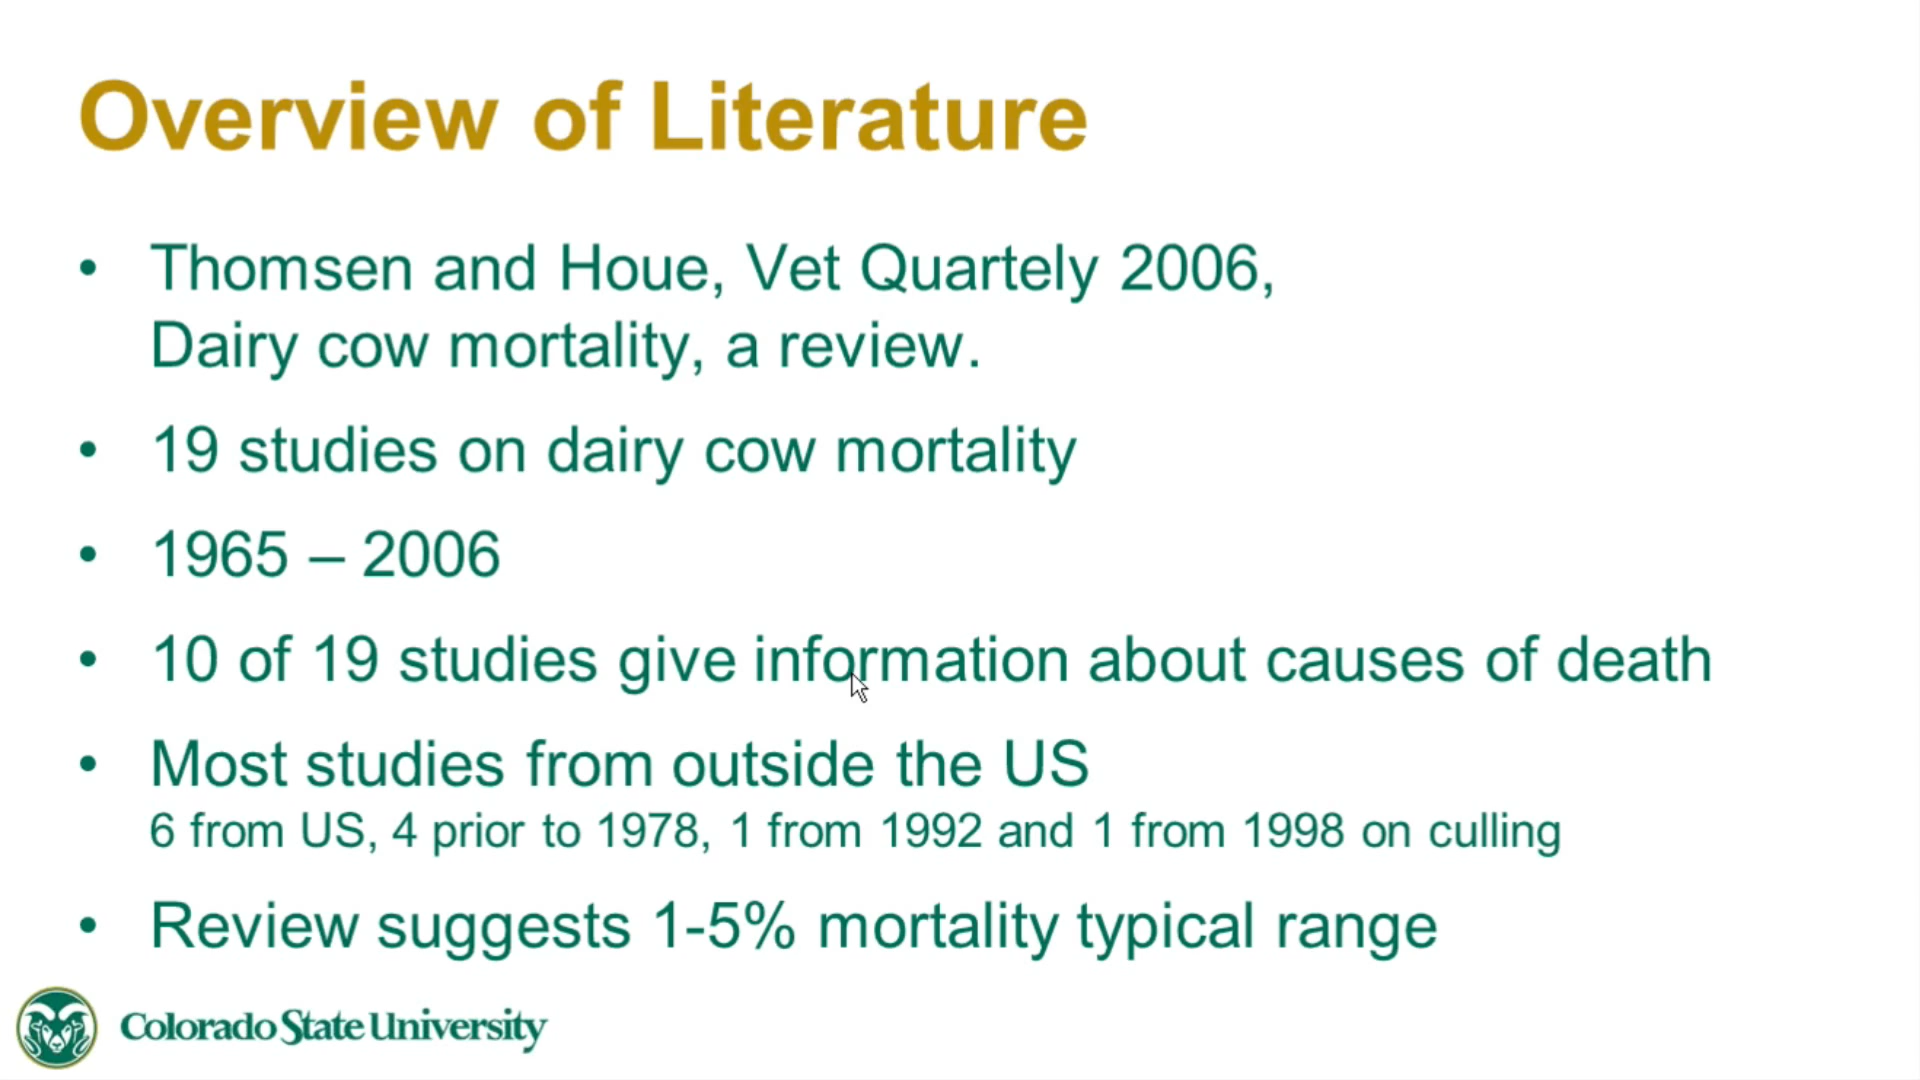 Overview of Literature
• Thomsen and Houe, Vet Quartely 2006,
Dairy cow mortality, a review.
• 19 studies on dairy cow mortality
• 1965 – 2006
• 10 of 19 studies give information about causes of death
• Most studies from outside the US
6 from US, 4 prior to 1978, 1 from 1992 and 1 from 1998 on culling
• Review suggests 1-5% mortality typical range
Colorado State University